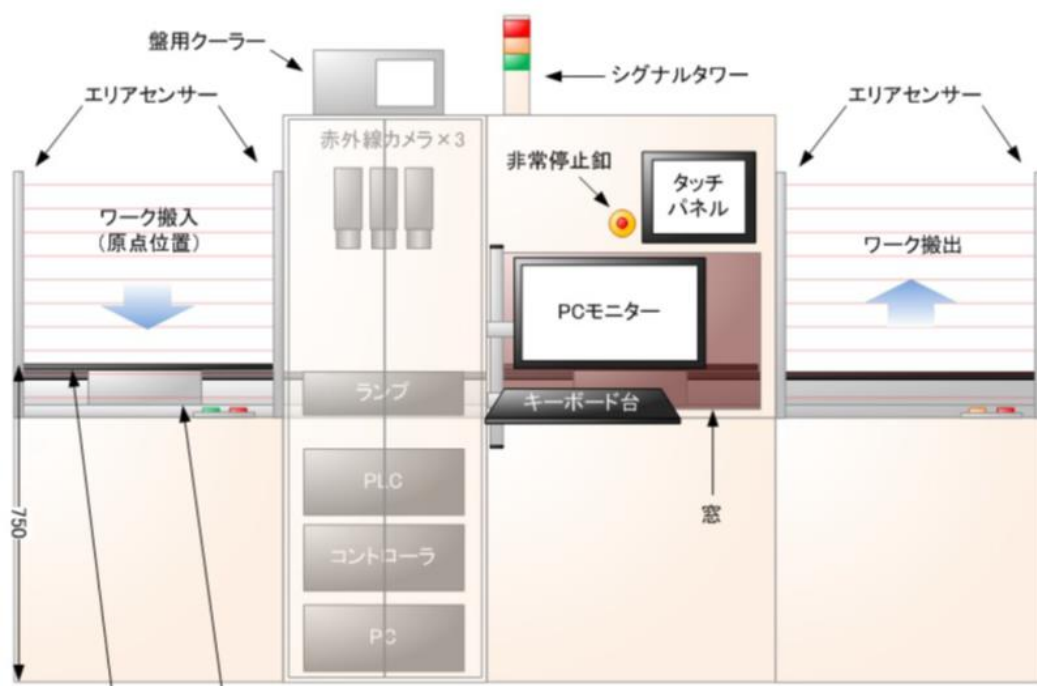 盤用クーラー
シグナルタワー
エリアセンサー
エリアセンサー
赤外線カメラ×3
非常停止釦
タッチ
パネル
ワーク搬入
(原点位置)
ワーク搬出
PCモニター
ランプ
キーボード台
PLC
窓
750
コントローラ
PC